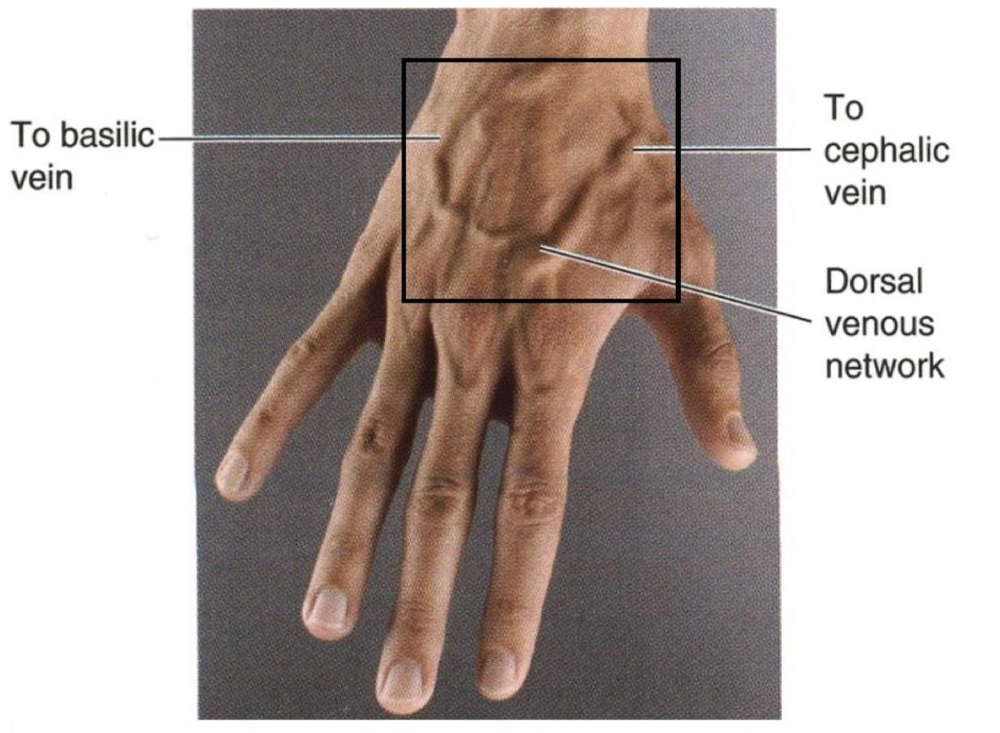 To basilic
vein
To
cephalic
vein
Dorsal
venous
network